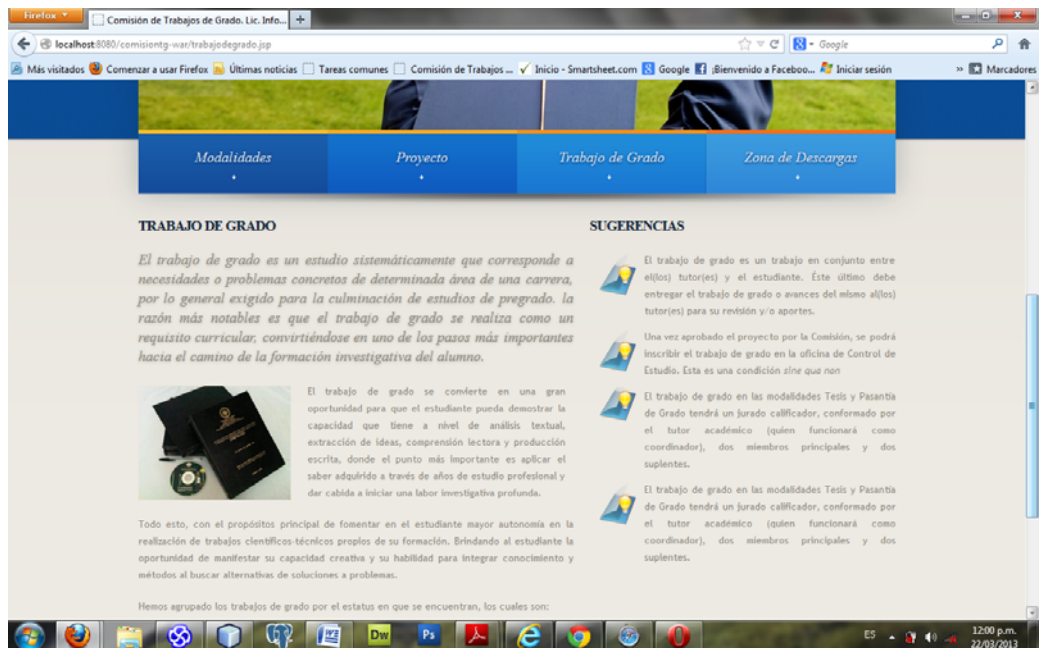 Firefox
Comisión de Trabajos de Grado. Lic. Info...
localhost:8080/comisiontg-war/trabajodegrado.jsp
Google
Más visitados
Comenzar a usar Firefox
Últimas noticias
Tareas comunes
Comisión de Trabajos ...
Inicio - Smartsheet.com
Google
¡Bienvenido a Faceboo...
Iniciar sesión
»
Marcadores
Modalidades
Proyecto
Trabajo de Grado
Zona de Descargas
TRABAJO DE GRADO
El trabajo de grado es un estudio sistemáticamente que corresponde a
necesidades o problemas concretos de determinada área de una carrera,
por lo general exigido para la culminación de estudios de pregrado. la
razón más notables es que el trabajo de grado se realiza como un
requisito curricular, convirtiéndose en uno de los pasos más importantes
hacia el camino de la formación investigativa del alumno.
El trabajo de grado se convierte en una gran
oportunidad para que el estudiante pueda demostrar la
capacidad que tiene a nivel de análisis textual,
extracción de ideas, comprensión lectora y producción
escrita, donde el punto más importante es aplicar el
saber adquirido a través de años de estudio profesional y
dar cabida a iniciar una labor investigativa profunda.
Todo esto, con el propósitos principal de fomentar en el estudiante mayor autonomía en la
realización de trabajos científicos-técnicos propios de su formación. Brindando al estudiante la
oportunidad de manifestar su capacidad creativa y su habilidad para integrar conocimiento y
métodos al buscar alternativas de soluciones a problemas.
Hemos agrupado los trabajos de grado por el estatus en que se encuentran, los cuales son:
SUGERENCIAS
El trabajo de grado es un trabajo en conjunto entre
el(los) tutor(es) y el estudiante. Éste último debe
entregar el trabajo de grado o avances del mismo al(los)
tutor(es) para su revisión y/o aportes.
Una vez aprobado el proyecto por la Comisión, se podrá
inscribir el trabajo de grado en la oficina de Control de
Estudio. Esta es una condición sine qua non
El trabajo de grado en las modalidades Tesis y Pasantía
de Grado tendrá un jurado calificador, conformado por
el tutor académico (quien funcionará como
coordinador), dos miembros principales y dos
suplentes.
El trabajo de grado en las modalidades Tesis y Pasantía
de Grado tendrá un jurado calificador, conformado por
el tutor académico (quien funcionará como
coordinador), dos miembros principales y dos
suplentes.
Dw
Ps
ES
12:00 p.m.
22/03/2013